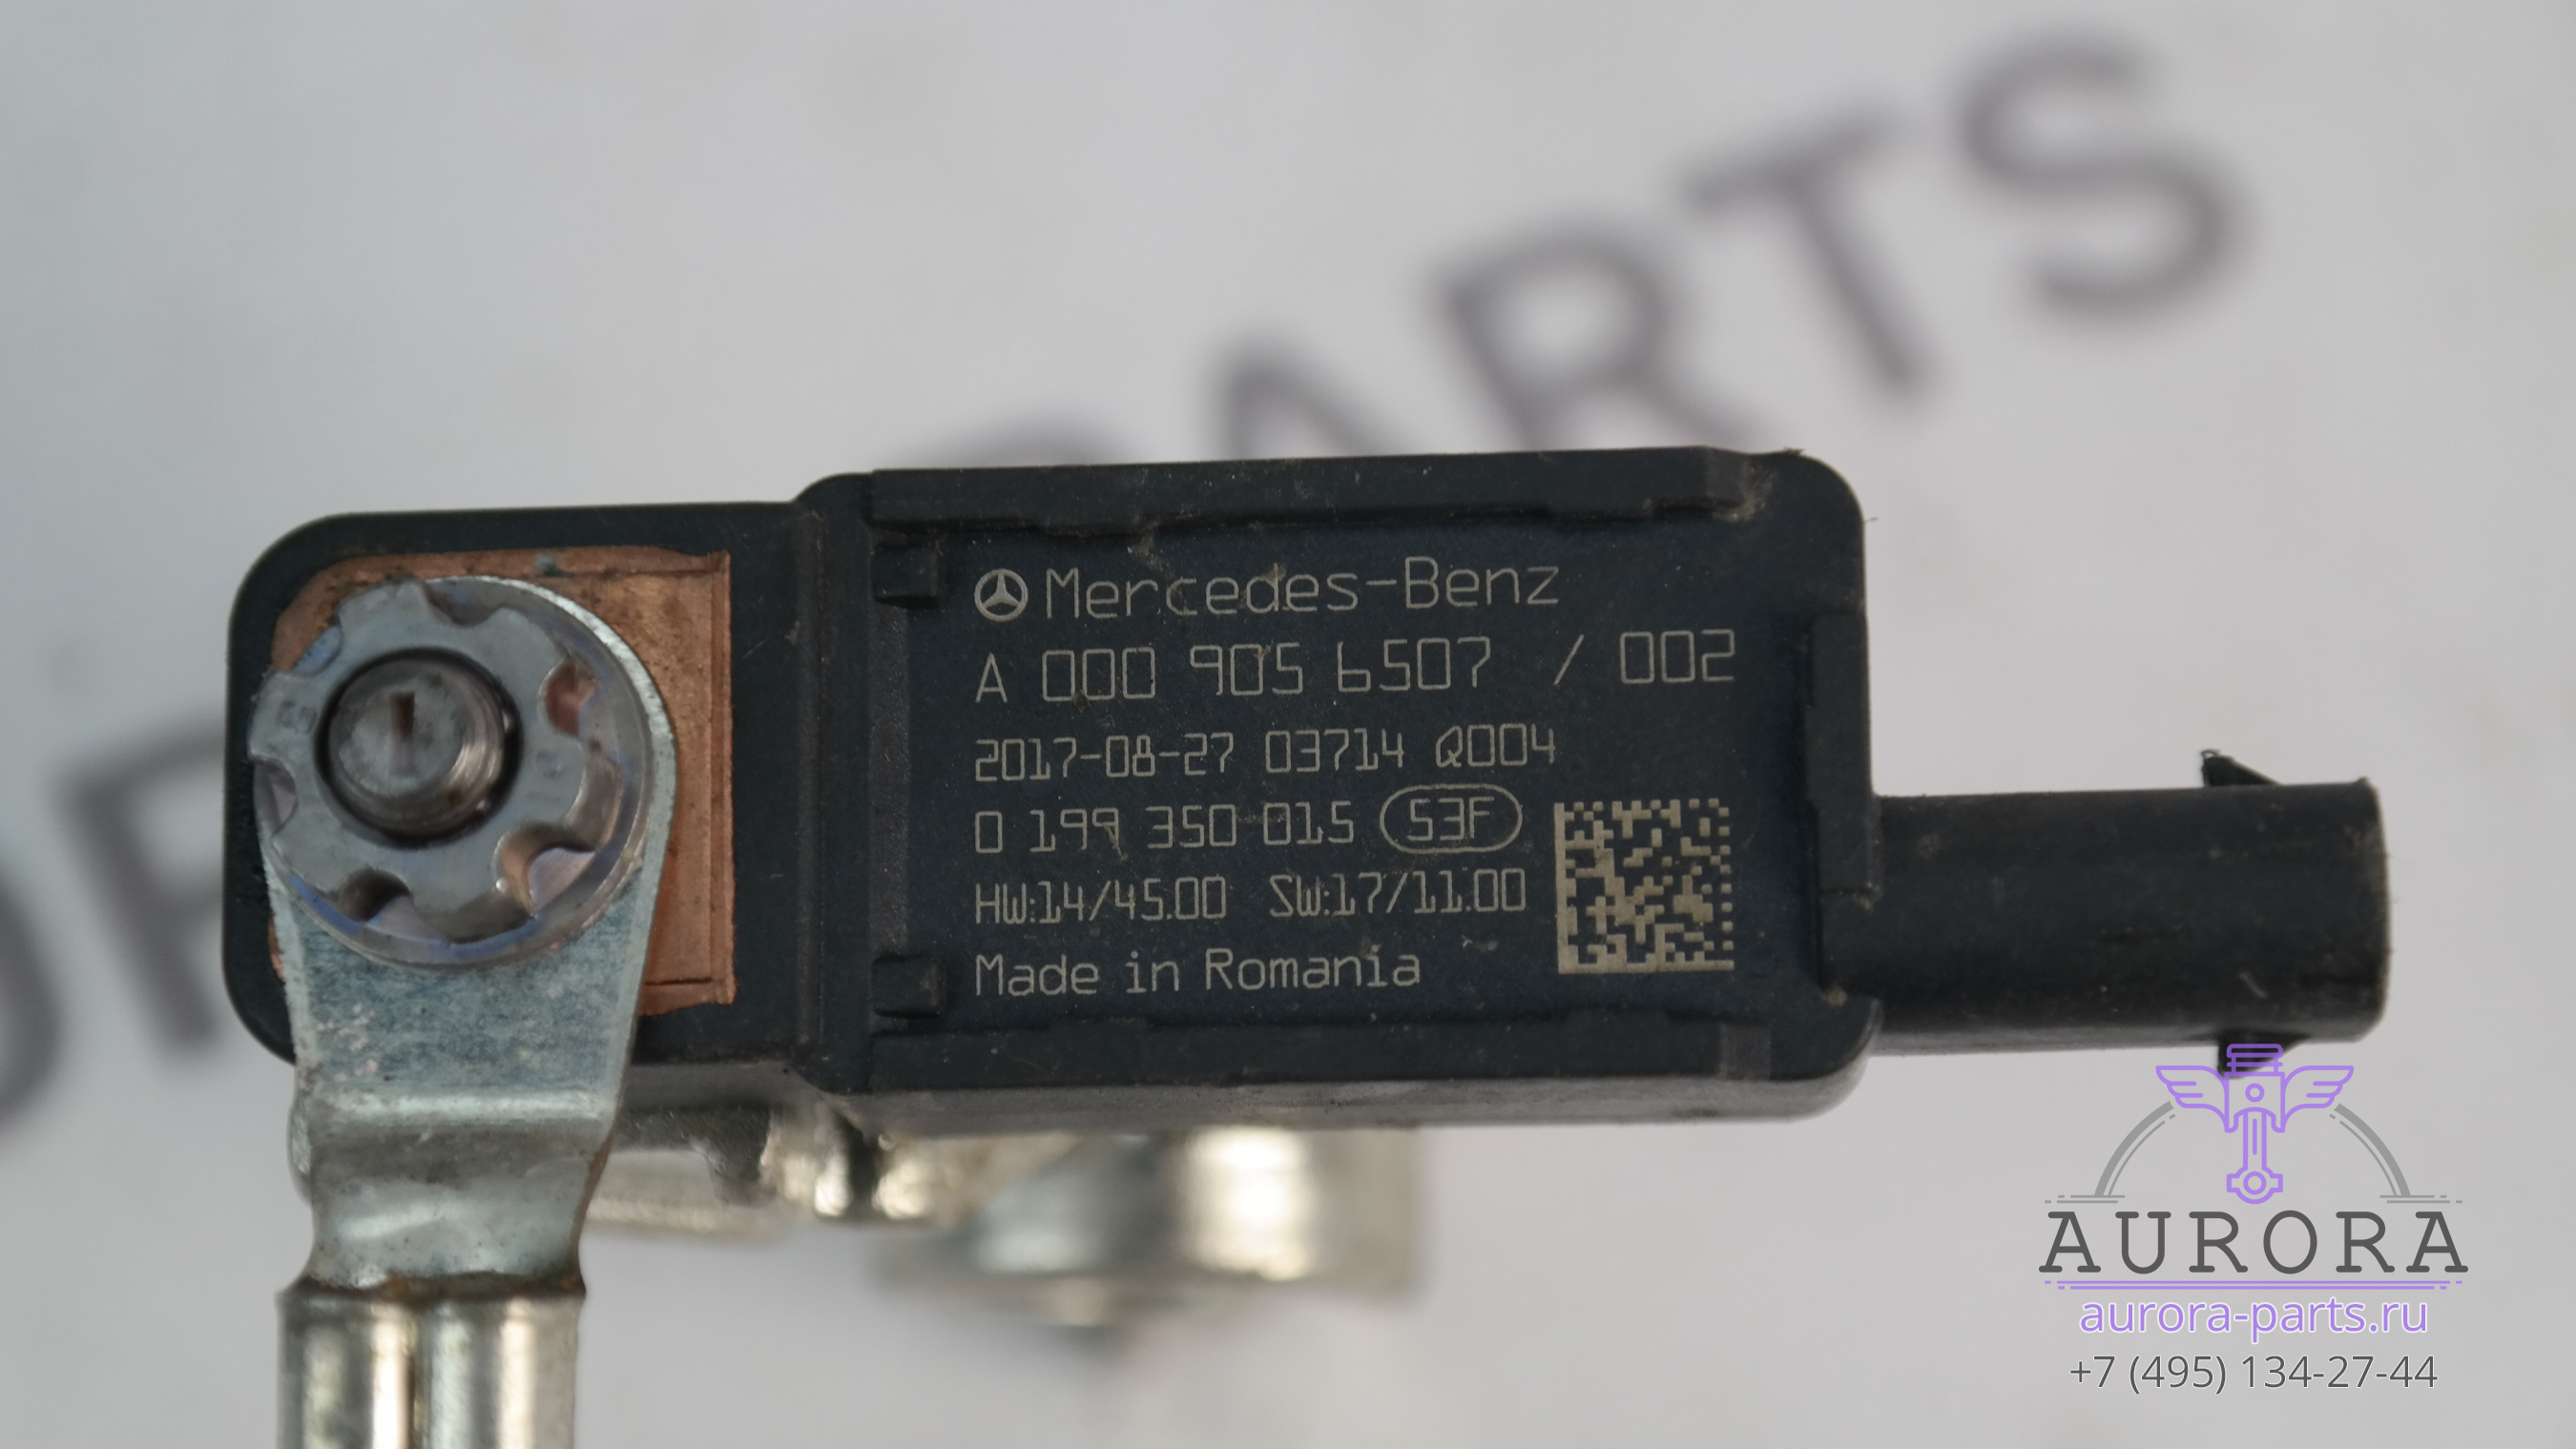 PARTS
Mercedes-Benz
A 000 905 6507 / 002
2017-08-27 03714 Q004
0 199 350 015 53F
HW:14/45.00 SW:17/11.00
Made in Romania
AURORA
aurora-parts.ru
+7 (495) 134-27-44